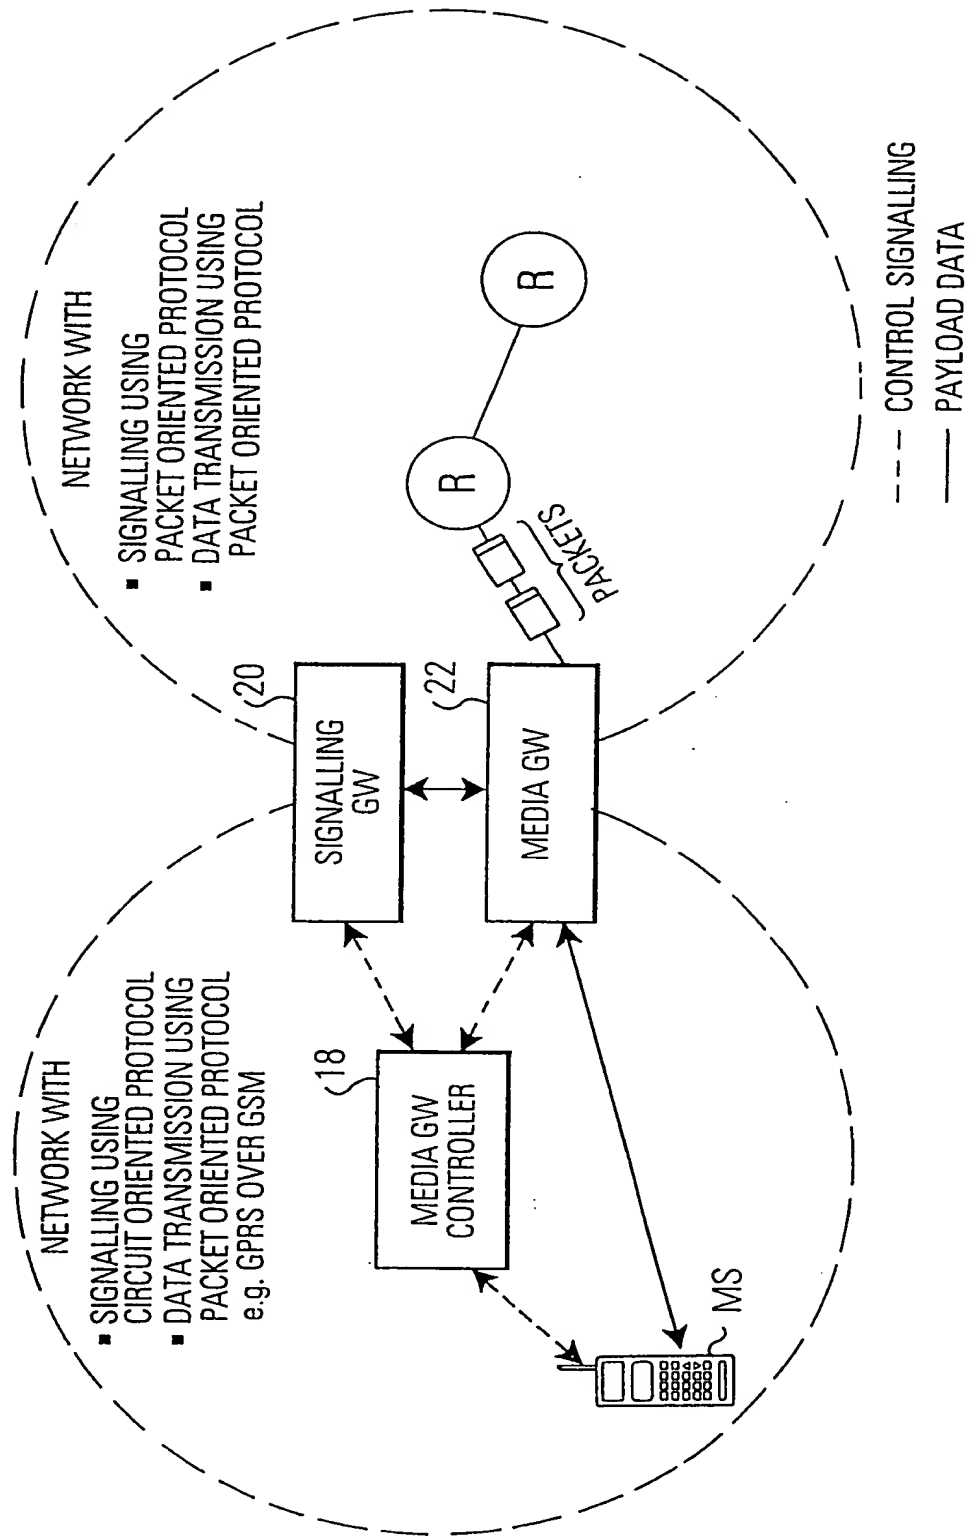 NETWORK WITH
▪ SIGNALLING USING
CIRCUIT ORIENTED PROTOCOL
▪ DATA TRANSMISSION USING
PACKET ORIENTED PROTOCOL
e.g. GPRS OVER GSM
NETWORK WITH
▪ SIGNALLING USING
PACKET ORIENTED PROTOCOL
▪ DATA TRANSMISSION USING
PACKET ORIENTED PROTOCOL
20
SIGNALLING
GW
18
MEDIA GW
CONTROLLER
22
MEDIA GW
PACKETS
R
R
MS
CONTROL SIGNALLING
PAYLOAD DATA